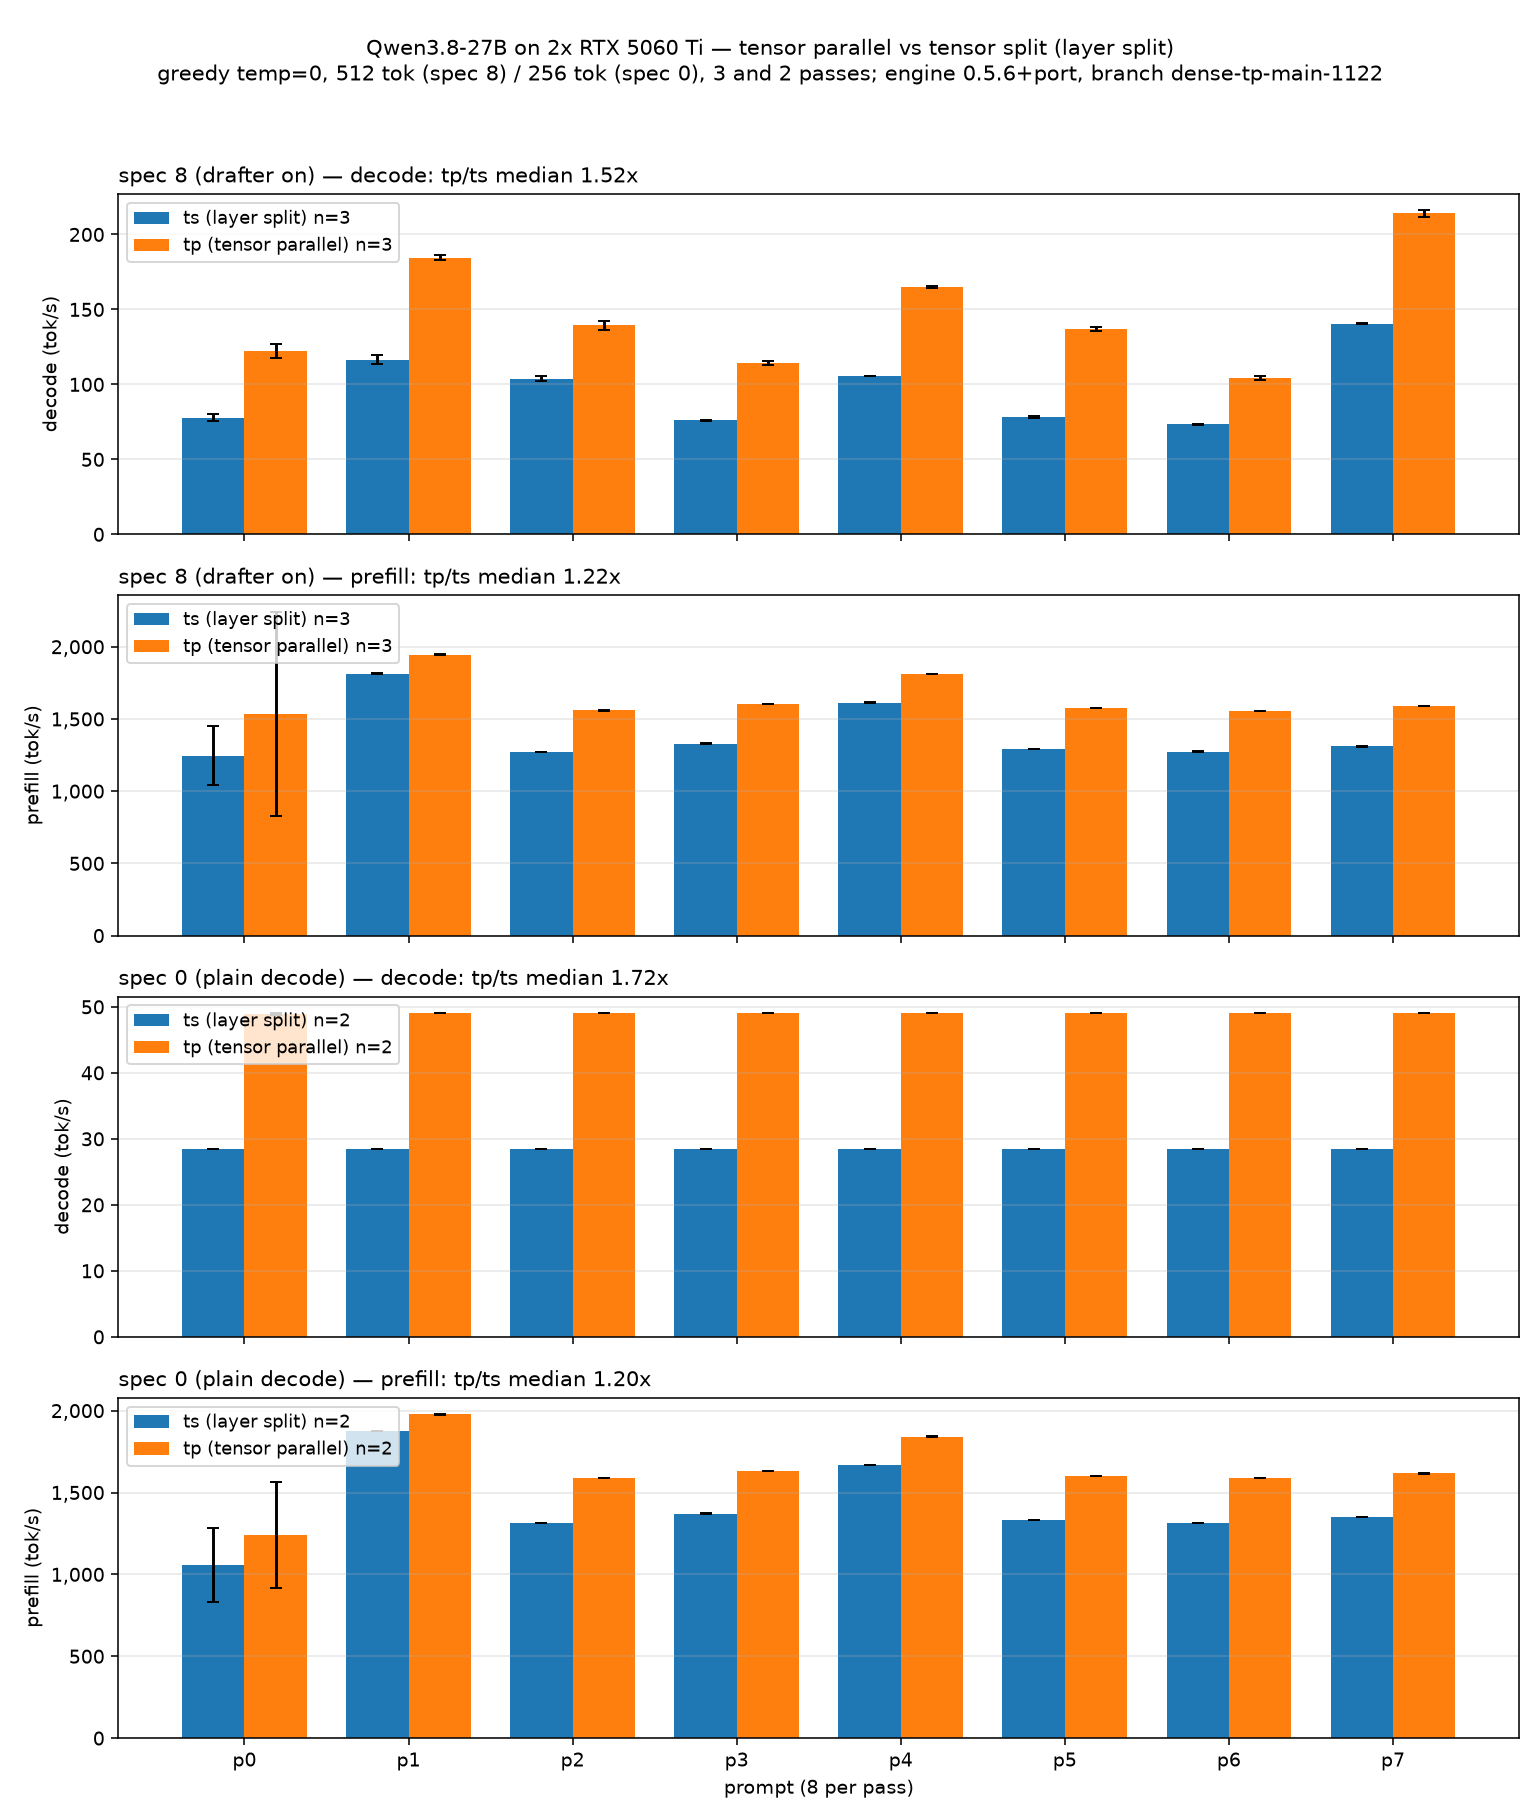 Qwen3.8-27B on 2x RTX 5060 Ti — tensor parallel vs tensor split (layer split)
greedy temp=0, 512 tok (spec 8) / 256 tok (spec 0), 3 and 2 passes; engine 0.5.6+port, branch dense-tp-main-1122
spec 8 (drafter on) — decode: tp/ts median 1.52x
ts (layer split) n=3
tp (tensor parallel) n=3
decode (tok/s)
200
150
100
50
0
spec 8 (drafter on) — prefill: tp/ts median 1.22x
ts (layer split) n=3
tp (tensor parallel) n=3
prefill (tok/s)
2,000
1,500
1,000
500
0
spec 0 (plain decode) — decode: tp/ts median 1.72x
ts (layer split) n=2
tp (tensor parallel) n=2
decode (tok/s)
50
40
30
20
10
0
spec 0 (plain decode) — prefill: tp/ts median 1.20x
ts (layer split) n=2
tp (tensor parallel) n=2
prefill (tok/s)
2,000
1,500
1,000
500
0
p0 p1 p2 p3 p4 p5 p6 p7
prompt (8 per pass)